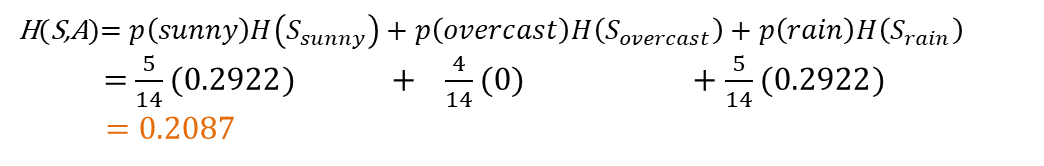 H(S,A)= p(sunny)H(S_sunny) + p(overcast)H(S_overcast) + p(rain)H(S_rain)
= 5/14 (0.2922) + 4/14 (0) + 5/14 (0.2922)
= 0.2087